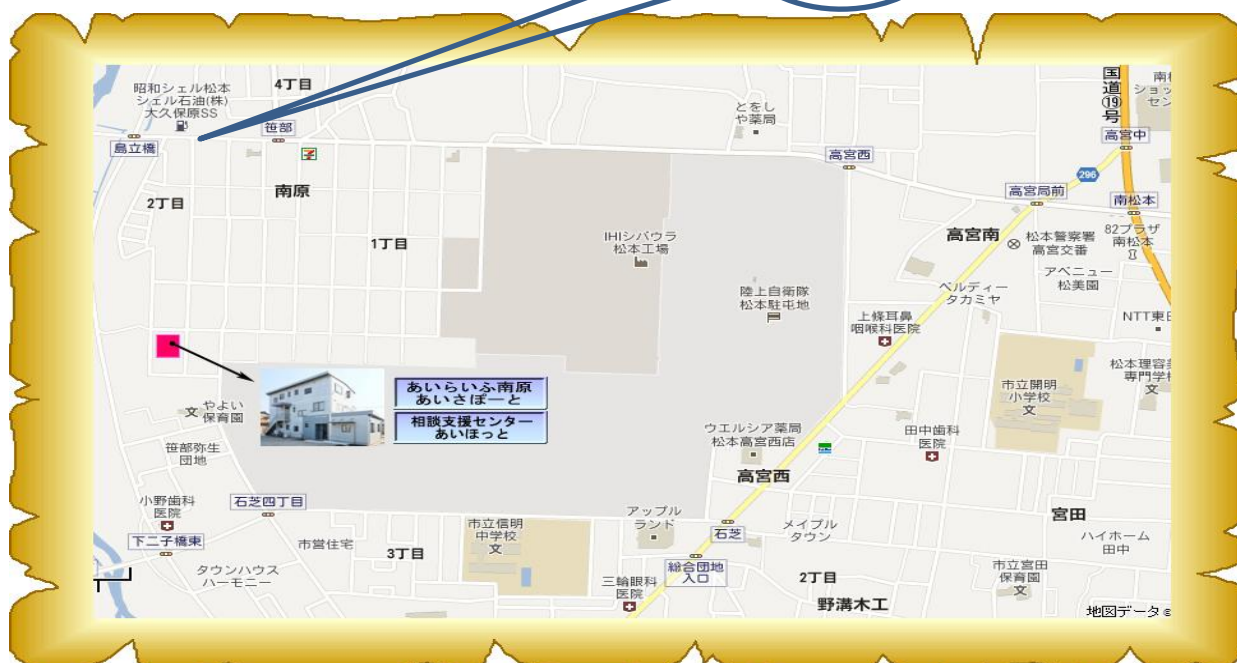 昭和シェル松本
シェル石油(株)
大久保原SS
4丁目
島立橋
笹部
南原
2丁目
1丁目
とをし
や薬局
高宮西
国道⑲号
高宮中
296
高宮局前
南松本
高宮南
松本警察署
高宮交番
82プラザ
南松本
アベニュー
松美園
ベルディー
タカミヤ
IHIシバウラ
松本工場
陸上自衛隊
松本駐屯地
上條耳鼻
咽喉科医院
市立開明
小学校
文
あいらいふ南原
あいさぽーと
相談支援センター
あいほっと
文 やよい
保育園
笹部弥生
団地
ウエルシア薬局
松本高宮西店
田中歯科
医院
高宮西
小野歯科
医院
石芝四丁目
下二子橋東
市営住宅
3丁目
市立信明
中学校
文
アップル
ランド
石芝
メイプル
タウン
宮田
ハイホーム
田中
タウンハウス
ハーモニー
三輪眼科
医院
総合団地
入口
2丁目
野溝木工
市立宮田
保育園
文
地図データ©